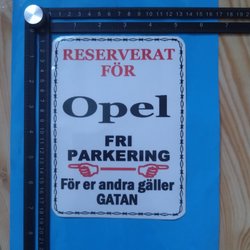 RESERVERAT
FÖR
Opel
FRI
PARKERING
För er andra gäller
GATAN